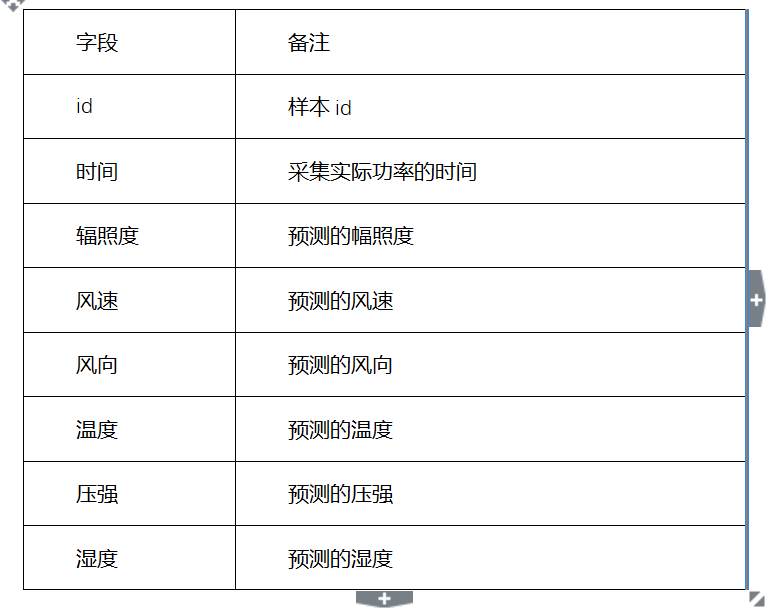 字段 备注
id 样本 id
时间 采集实际功率的时间
辐照度 预测的幅照度
风速 预测的风速
风向 预测的风向
温度 预测的温度
压强 预测的压强
湿度 预测的湿度